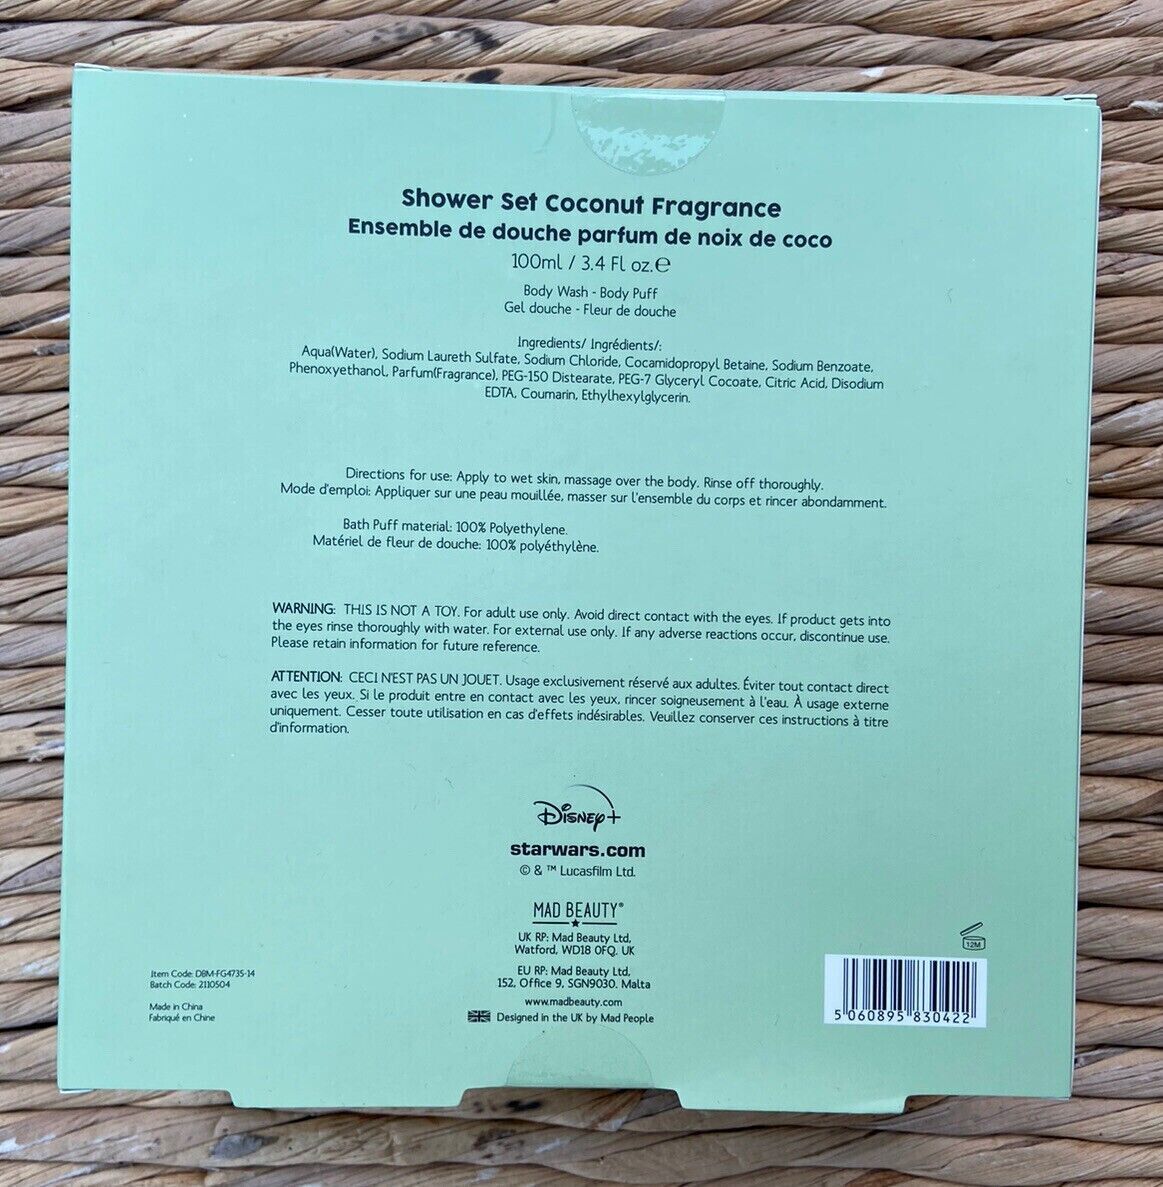 Shower Set Coconut Fragrance
Ensemble de douche parfum de noix de coco
100ml / 3.4 Fl oz.℮
Body Wash - Body Puff
Gel douche - Fleur de douche
Ingredients/ Ingrédients/:
Aqua(Water), Sodium Laureth Sulfate, Sodium Chloride, Cocamidopropyl Betaine, Sodium Benzoate,
Phenoxyethanol, Parfum(Fragrance), PEG-150 Distearate, PEG-7 Glyceryl Cocoate, Citric Acid, Disodium
EDTA, Coumarin, Ethylhexylglycerin.
Directions for use: Apply to wet skin, massage over the body. Rinse off thoroughly.
Mode d'emploi: Appliquer sur une peau mouillée, masser sur l'ensemble du corps et rincer abondamment.
Bath Puff material: 100% Polyethylene.
Matériel de fleur de douche: 100% polyéthylène.
WARNING: THIS IS NOT A TOY. For adult use only. Avoid direct contact with the eyes. If product gets into
the eyes rinse thoroughly with water. For external use only. If any adverse reactions occur, discontinue use.
Please retain information for future reference.
ATTENTION: CECI N'EST PAS UN JOUET. Usage exclusivement réservé aux adultes. Éviter tout contact direct
avec les yeux. Si le produit entre en contact avec les yeux, rincer soigneusement à l'eau. À usage externe
uniquement. Cesser toute utilisation en cas d'effets indésirables. Veuillez conserver ces instructions à titre
d'information.
Disney+
starwars.com
© & ™ Lucasfilm Ltd.
MAD BEAUTY®
UK RP: Mad Beauty Ltd,
Watford, WD18 0FQ. UK
EU RP: Mad Beauty Ltd,
152, Office 9, SGN9030. Malta
www.madbeauty.com
Designed in the UK by Mad People
Item Code: DBM-FG4735-14
Batch Code: 2110504
Made in China
Fabriqué en Chine
12M
5 060895 830422